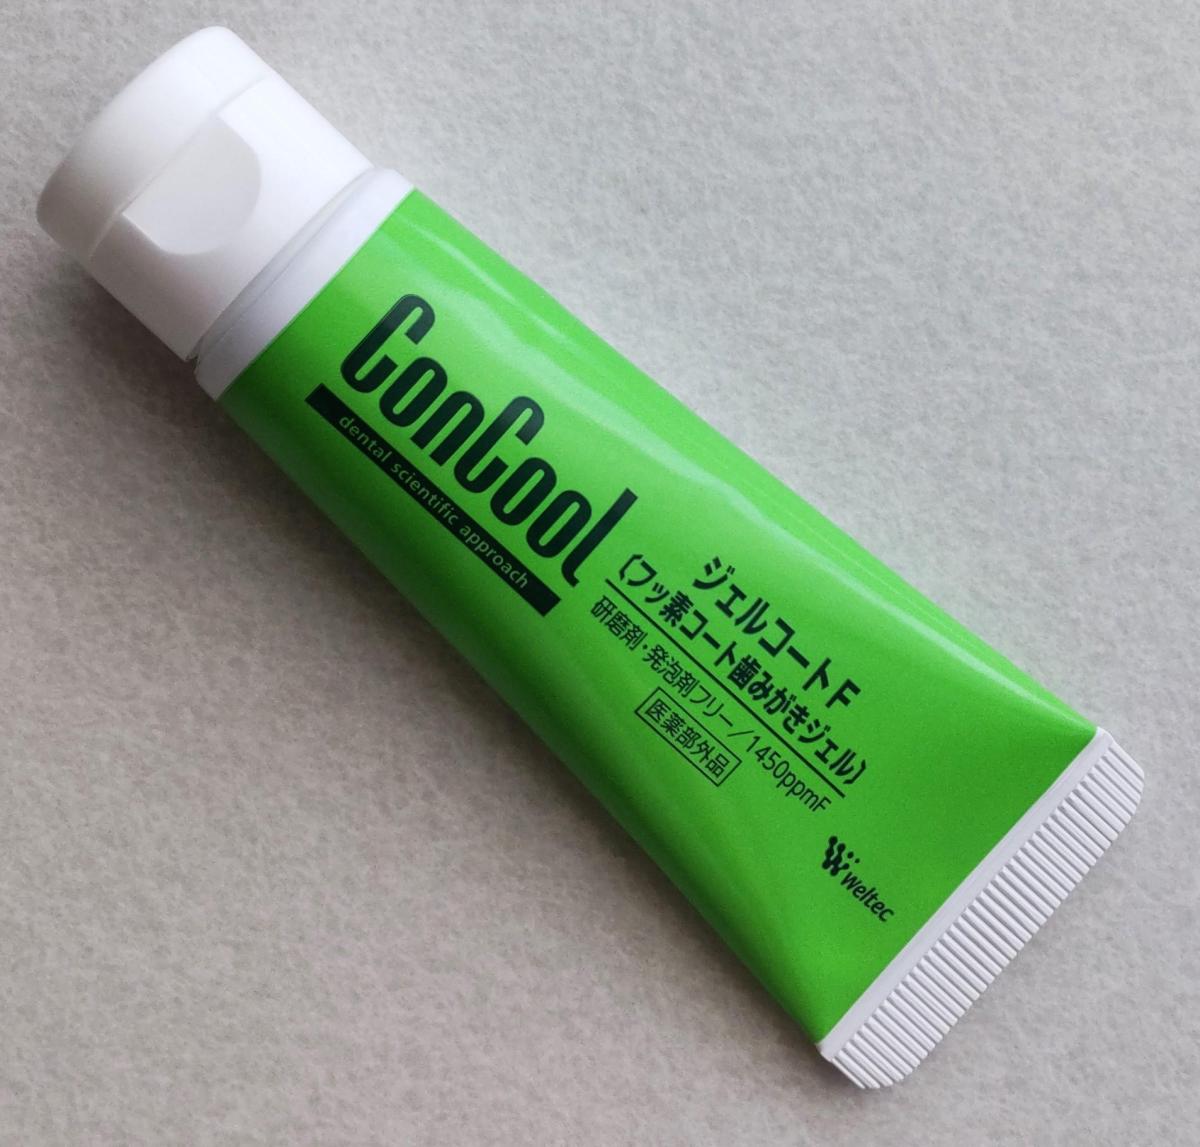 ConCool
dental scientific approach
ジェルコートF
〔フッ素コート歯みがきジェル〕
研磨剤・発泡剤フリー/1450ppmF
医薬部外品
weltec